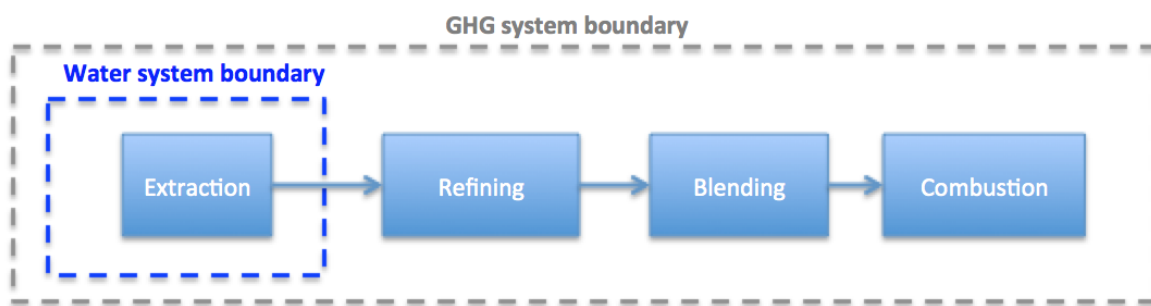 GHG system boundary
Water system boundary
Extraction
Refining
Blending
Combustion